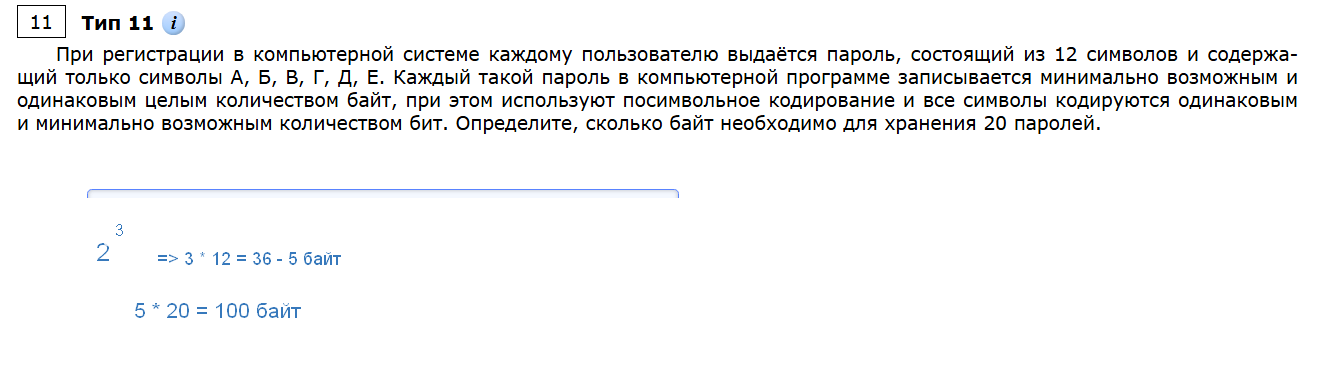 11 Тип 11 i
При регистрации в компьютерной системе каждому пользователю выдаётся пароль, состоящий из 12 символов и содержа-
щий только символы А, Б, В, Г, Д, Е. Каждый такой пароль в компьютерной программе записывается минимально возможным и
одинаковым целым количеством байт, при этом используют посимвольное кодирование и все символы кодируются одинаковым
и минимально возможным количеством бит. Определите, сколько байт необходимо для хранения 20 паролей.
2³ => 3 * 12 = 36 - 5 байт
5 * 20 = 100 байт